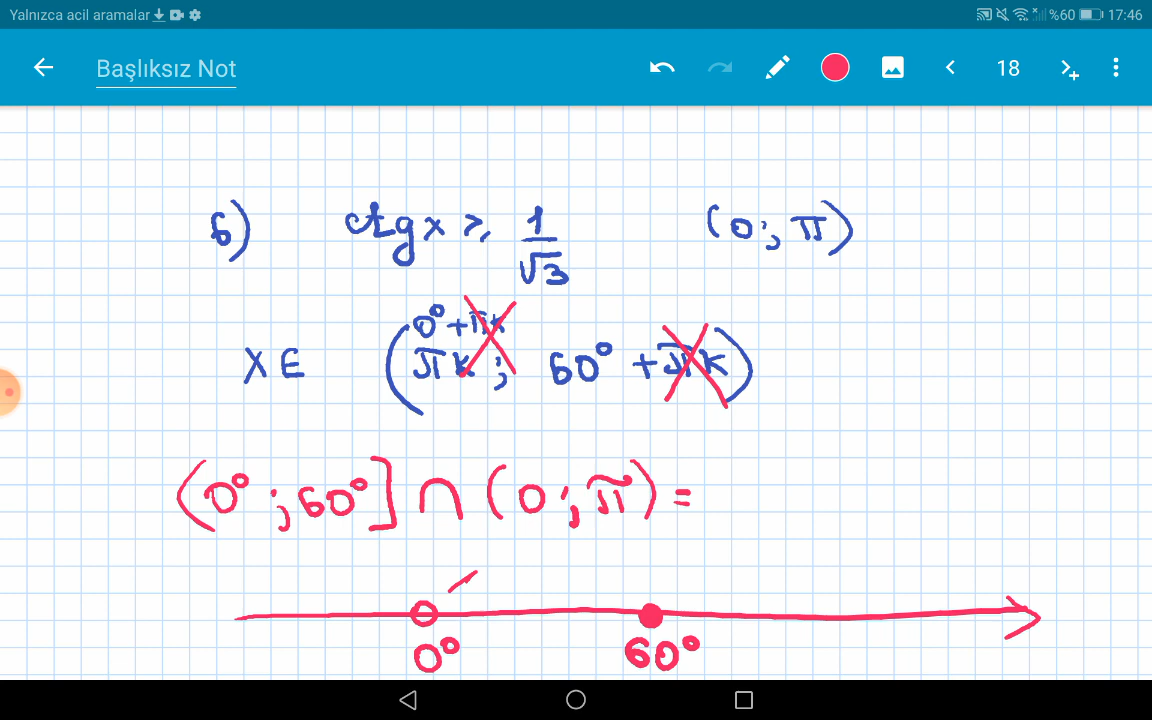 Yalnızca acil aramalar %60 17:46
Başlıksız Not 18
б) ctg x ≥ 1/√3 (0; π)
0° + πk
x ∈ (πk; 60° + πk)
(0°; 60°] ∩ (0; π) =
0° 60°